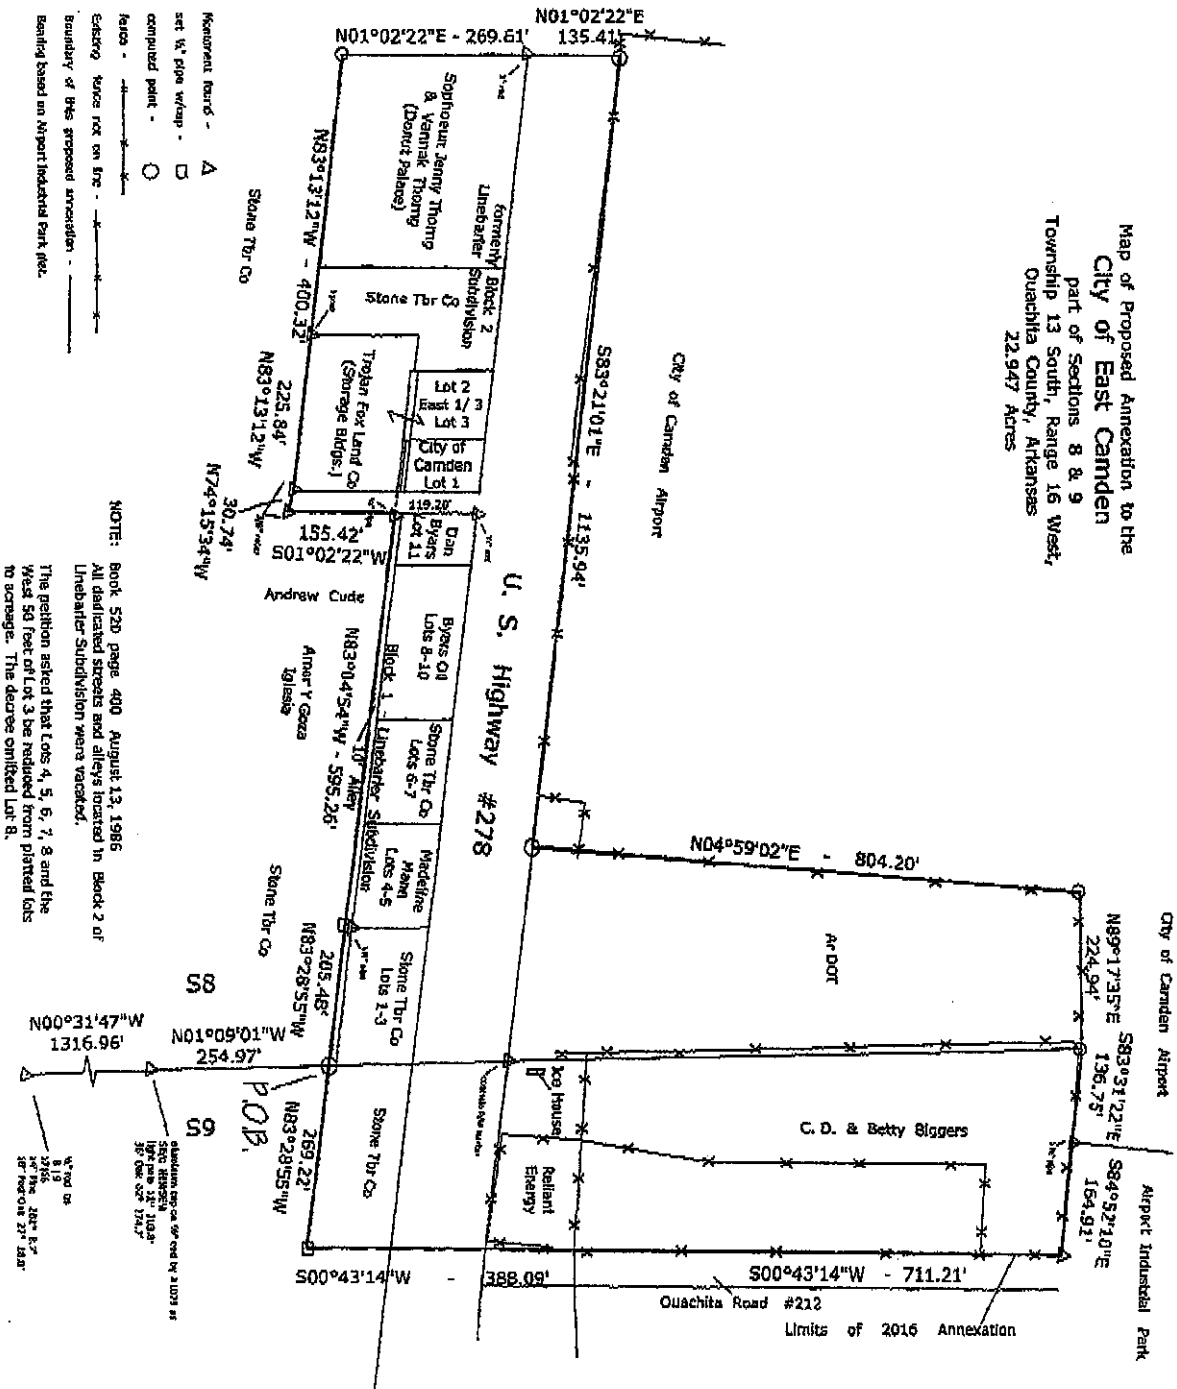 Map of Proposed Annexation to the
City of East Camden
part of Sections 8 & 9
Township 13 South, Range 16 West,
Ouachita County, Arkansas
22.947 Acres
N01°02'22"E
135.41'
N01°02'22"E - 269.61'
City of Camden Airport
S83°21'01"E - 1135.94'
N04°59'02"E - 804.20'
City of Camden Airport
N89°17'35"E
224.94'
S83°31'22"E
136.75'
S84°52'10"E
164.91'
Airport Industrial Park
ArDOT
C. D. & Betty Biggers
Ice House
Reliant
Energy
S00°43'14"W - 711.21'
S00°43'14"W - 388.09'
Ouachita Road #212
Limits of 2016 Annexation
U. S. Highway #278
Sophoeun Jenny Thorng
& Vannak Thorng
(Donut Palace)
formerly Block 2
Linebarier Subdivision
Stone Tbr Co
Trojan Fox Land Co
(Storage Bldgs.)
Lot 2
East 1/3
Lot 3
City of
Camden
Lot 1
119.20'
Dan
Byars
Lot 11
Byars Oil
Lots 8-10
Stone Tbr Co
Lots 6-7
Madeline
Mann
Lots 4-5
Stone Tbr Co
Lots 1-3
Stone Tbr Co
Block 1 - Linebarier Subdivision
10' Alley
N83°13'12"W - 400.32'
Stone Tbr Co
225.84'
N83°13'12"W
30.74'
N74°15'34"W
155.42'
S01°02'22"W
Andrew Cude
Amor Y Goza
Iglesia
N83°04'54"W - 595.26'
Stone Tbr Co
205.48'
N83°28'55"W
269.22'
N83°28'55"W
P.O.B.
S8
S9
N01°09'01"W
254.97'
N00°31'47"W
1316.96'
Monument found -
set ½" pipe w/cap -
computed point -
fence -
Existing fence not on line -
Boundary of this proposed annexation -
Bearing based on Airport Industrial Park plat.
NOTE: Book 520 page 400 August 13, 1986
All dedicated streets and alleys located in Block 2 of
Linebarier Subdivision were vacated.
The petition asked that Lots 4, 5, 6, 7, 8 and the
West 50 feet of Lot 3 be reduced from platted lots
to acreage. The decree omitted Lot 8.